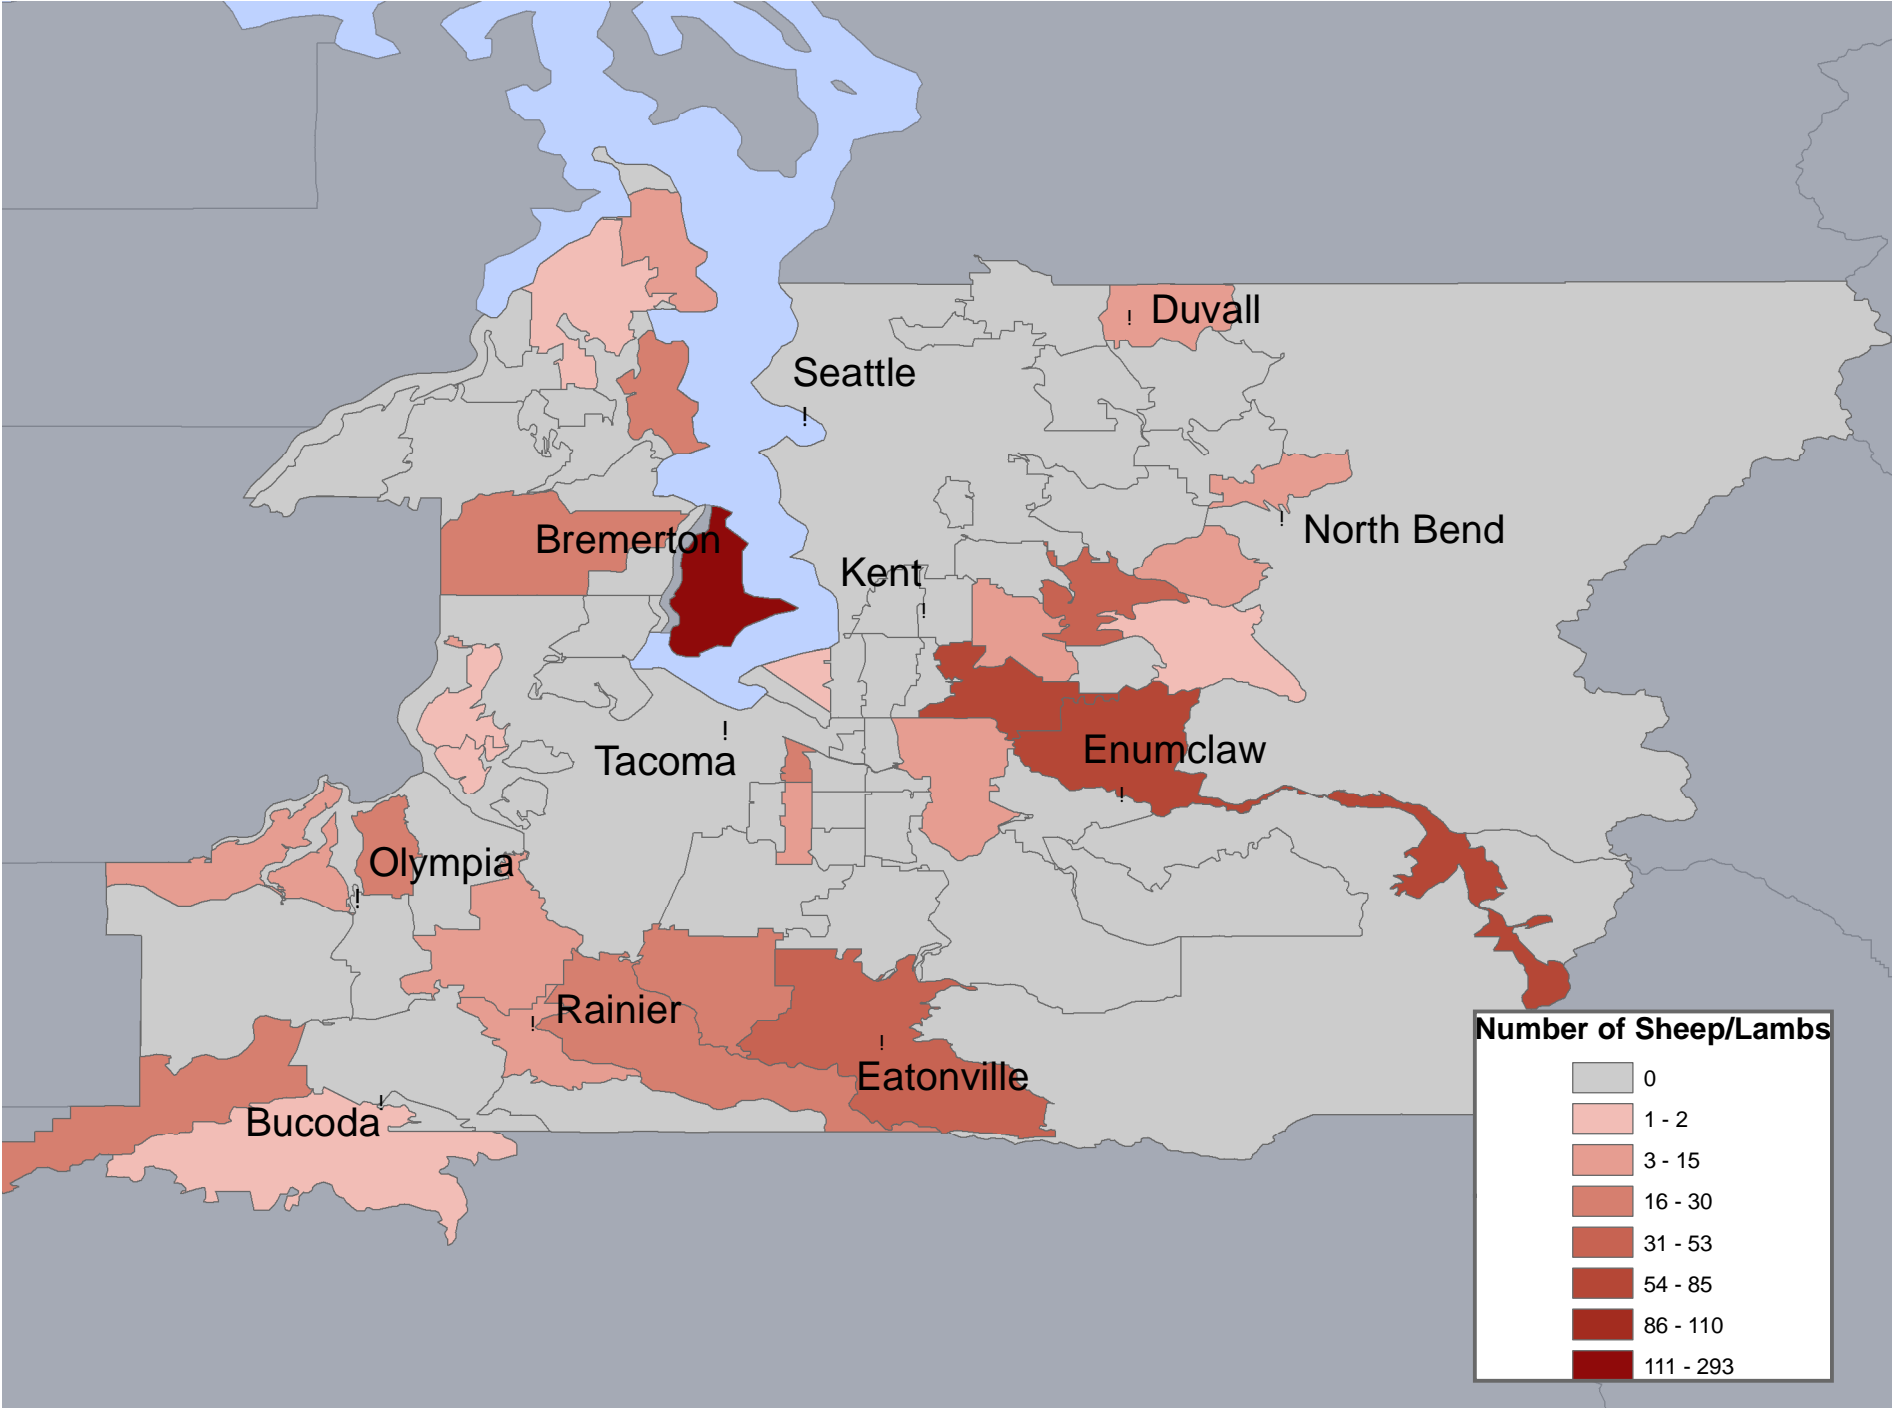 ! Duvall
Seattle
!
! North Bend
Bremerton
Kent
!
!
Tacoma
Enumclaw
!
Olympia
!
Rainier
!
!
Eatonville
!
Bucoda
Number of Sheep/Lambs
0
1 - 2
3 - 15
16 - 30
31 - 53
54 - 85
86 - 110
111 - 293